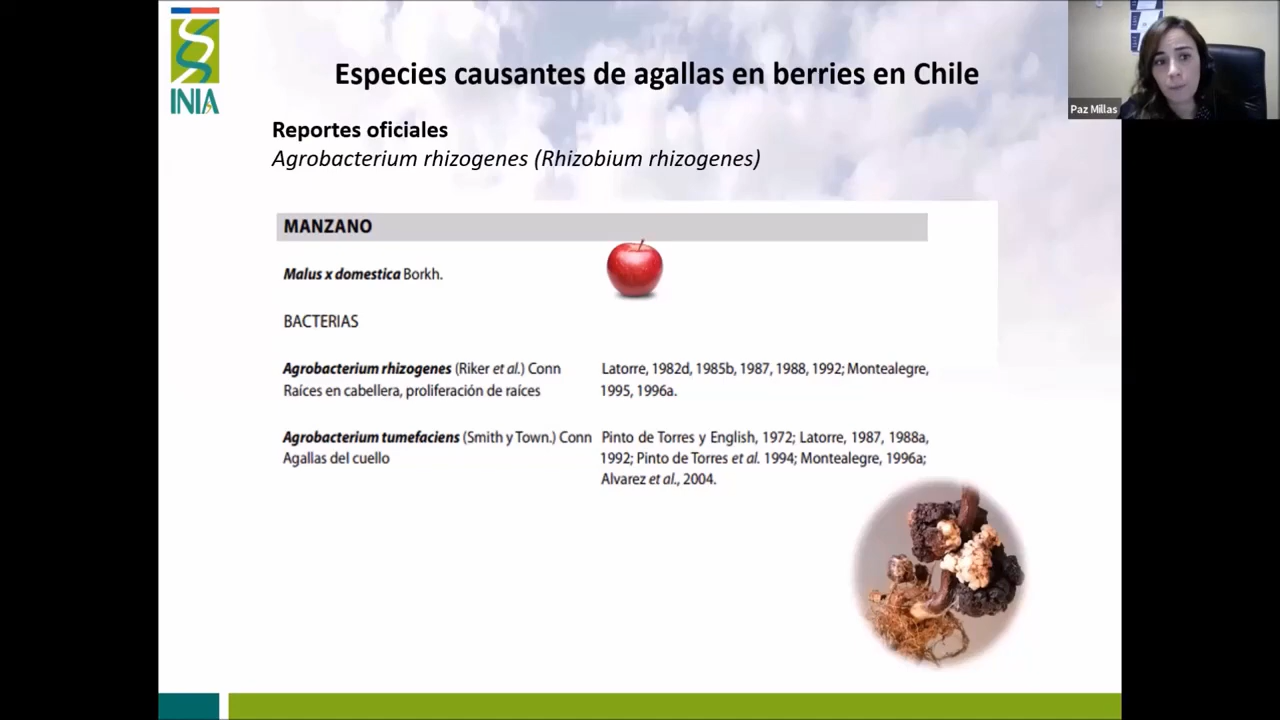 INIA
Especies causantes de agallas en berries en Chile
Paz Millas
Reportes oficiales
Agrobacterium rhizogenes (Rhizobium rhizogenes)
MANZANO
Malus x domestica Borkh.
BACTERIAS
Agrobacterium rhizogenes (Riker et al.) Conn
Raíces en cabellera, proliferación de raíces
Latorre, 1982d, 1985b, 1987, 1988, 1992; Montealegre,
1995, 1996a.
Agrobacterium tumefaciens (Smith y Town.) Conn
Agallas del cuello
Pinto de Torres y English, 1972; Latorre, 1987, 1988a,
1992; Pinto de Torres et al. 1994; Montealegre, 1996a;
Alvarez et al., 2004.